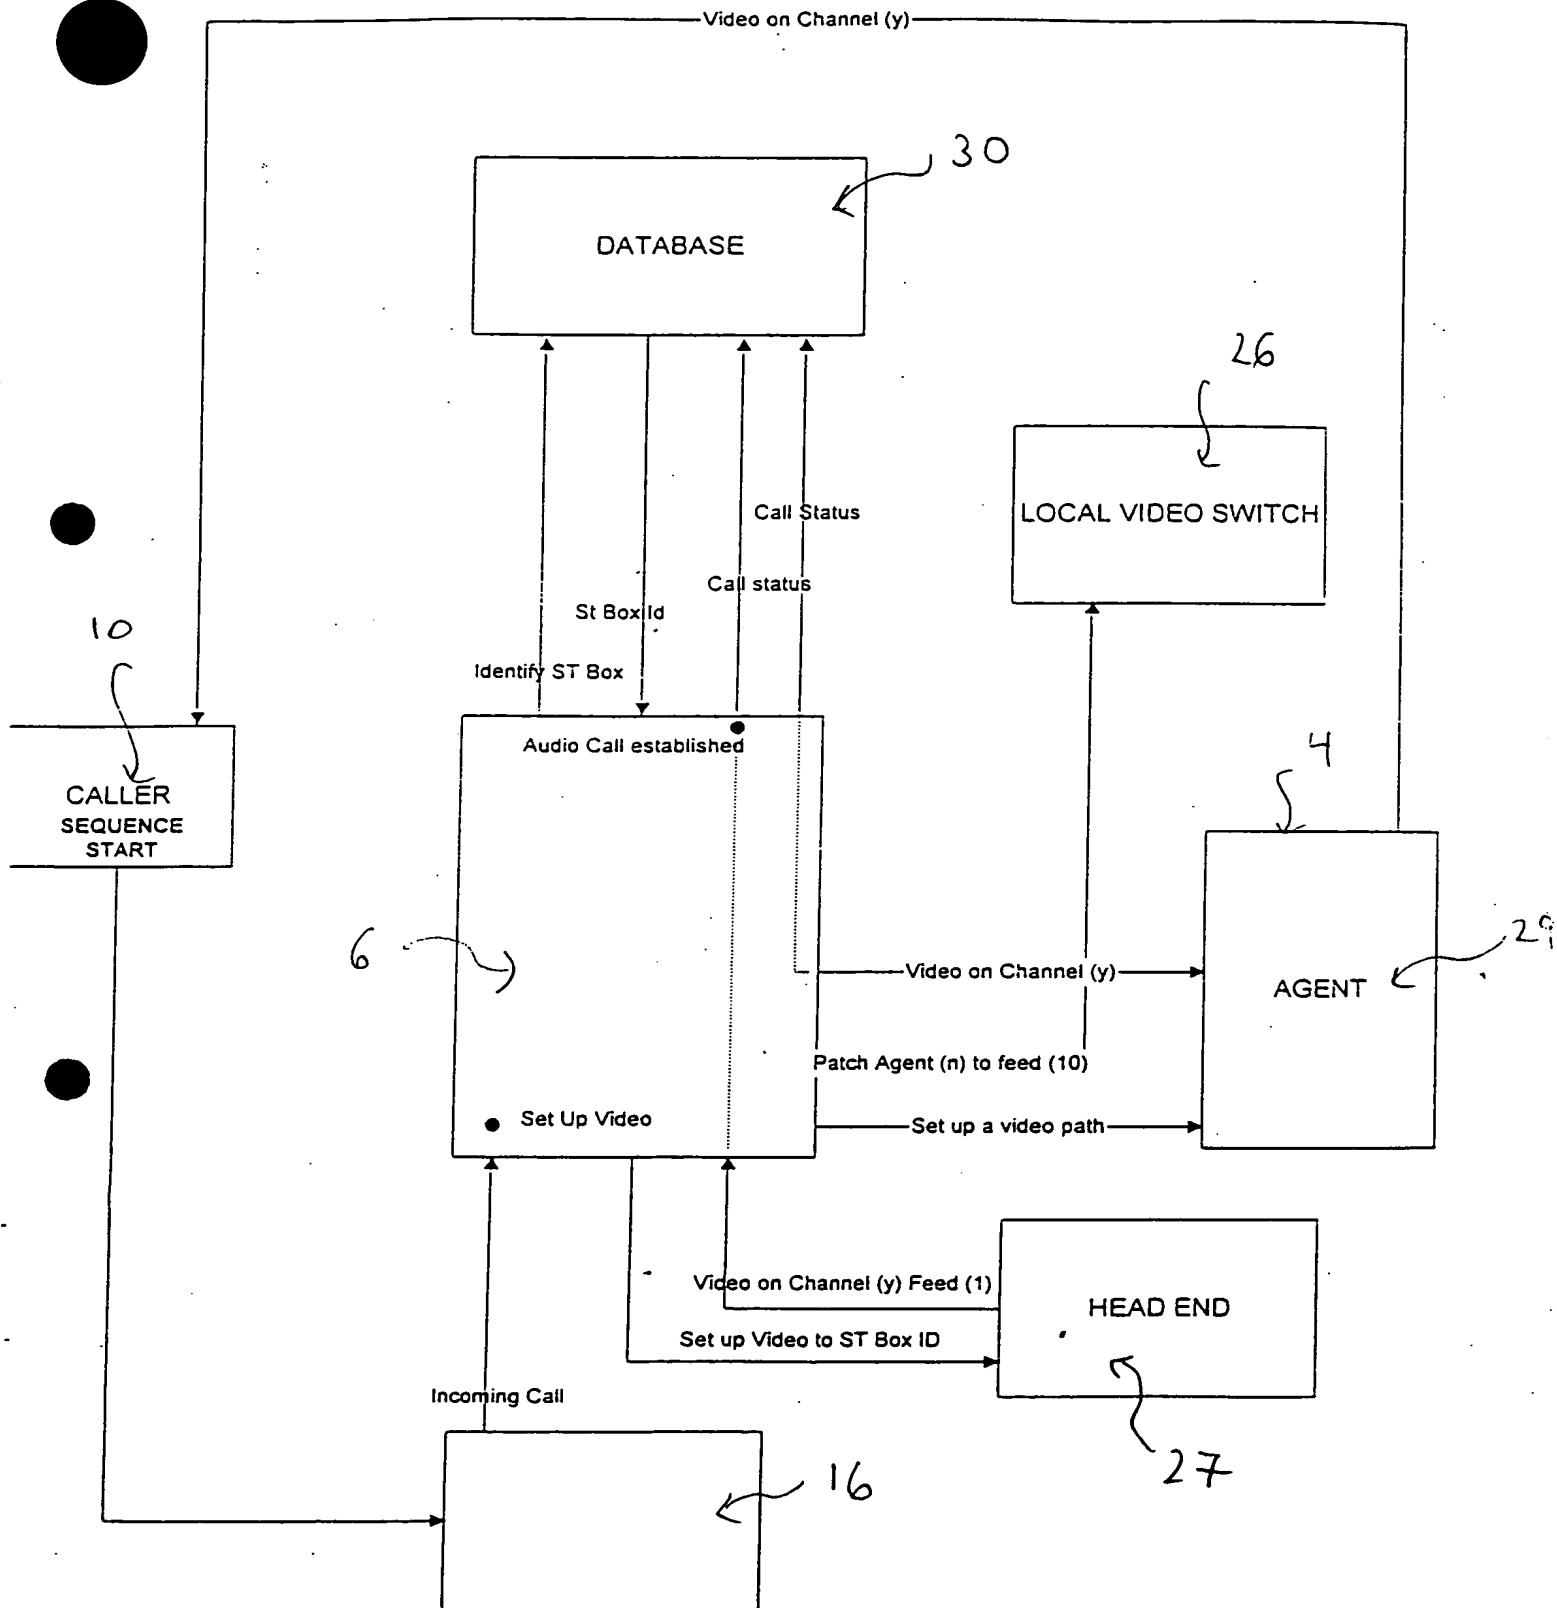 Video on Channel (y)
30
DATABASE
26
LOCAL VIDEO SWITCH
Call Status
Call status
St Box Id
10
Identify ST Box
Audio Call established
4
CALLER
SEQUENCE
START
6
29
Video on Channel (y)
AGENT
Patch Agent (n) to feed (10)
Set Up Video
Set up a video path
Video on Channel (y) Feed (1)
HEAD END
Set up Video to ST Box ID
Incoming Call
16
27